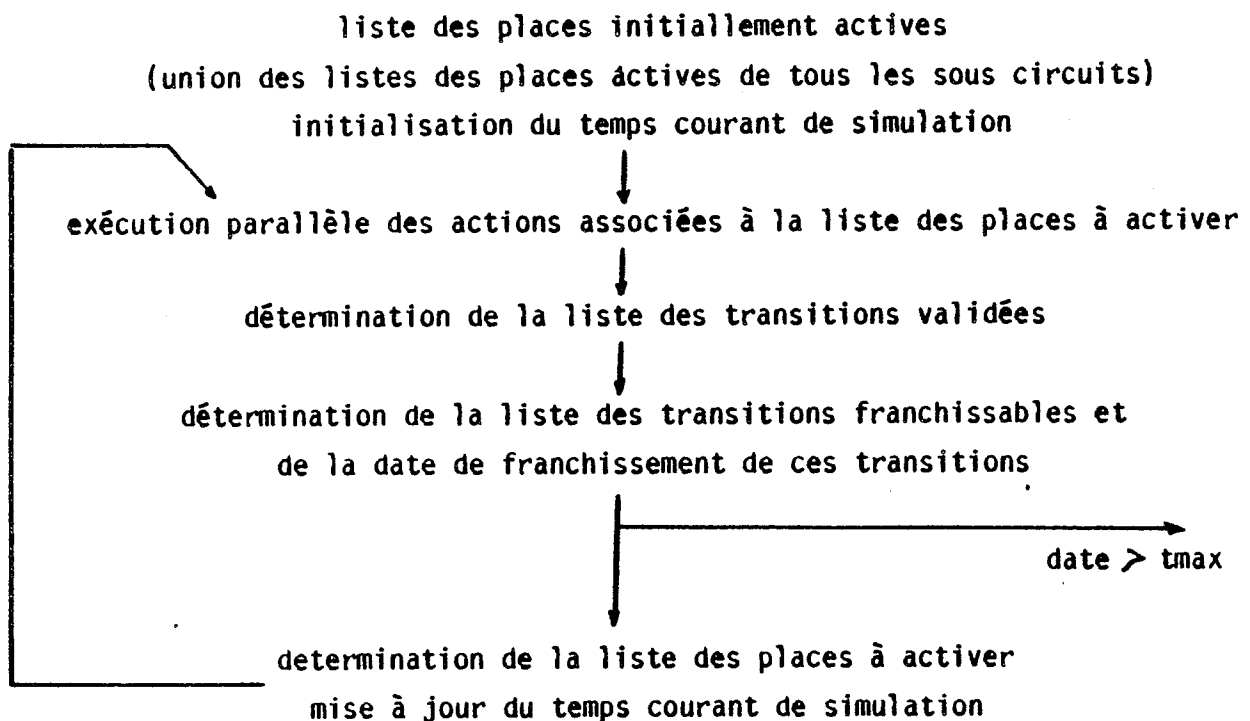 liste des places initiallement actives
(union des listes des places actives de tous les sous circuits)
initialisation du temps courant de simulation
exécution parallèle des actions associées à la liste des places à activer
détermination de la liste des transitions validées
détermination de la liste des transitions franchissables et
de la date de franchissement de ces transitions
date > tmax
determination de la liste des places à activer
mise à jour du temps courant de simulation